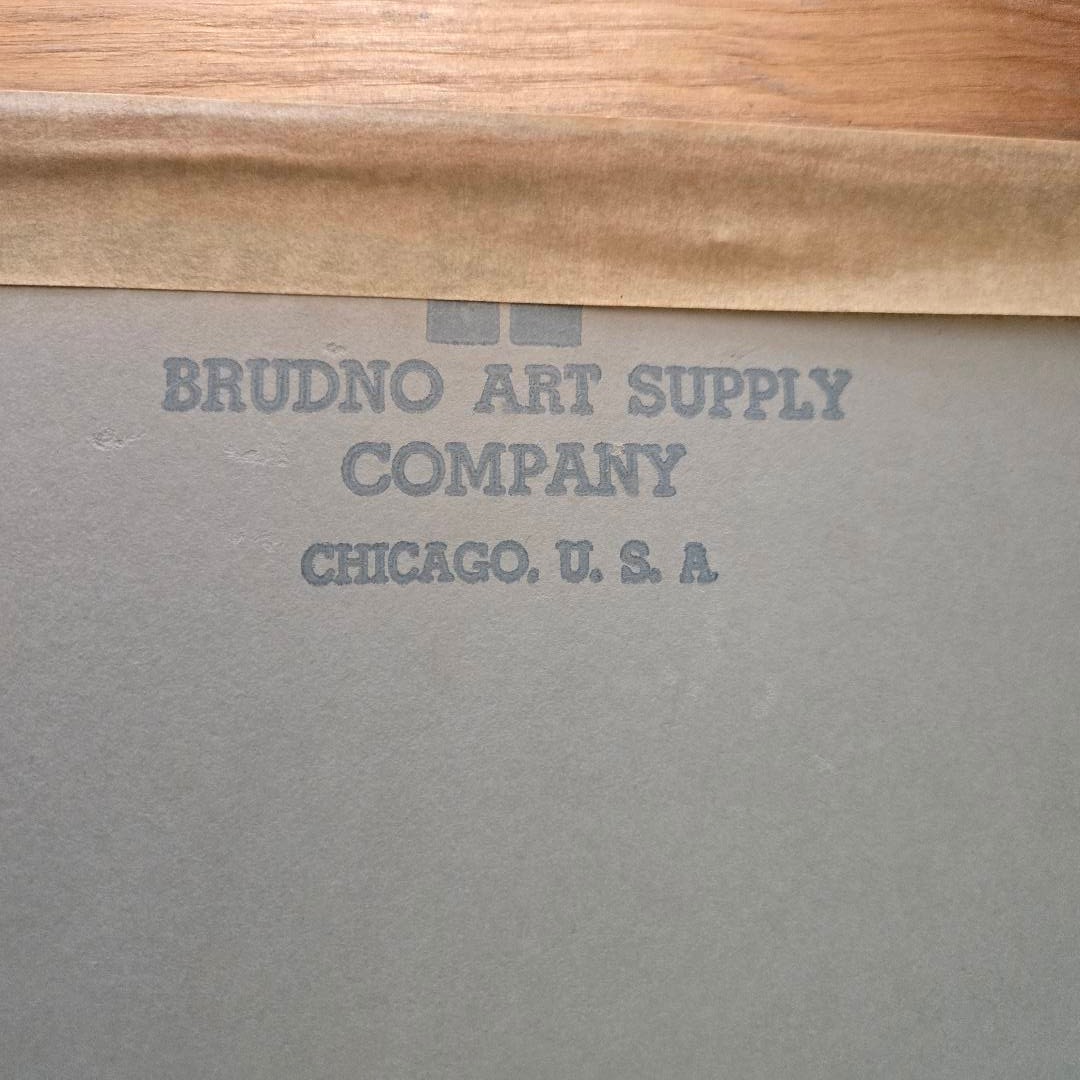 BRUDNO ART SUPPLY
COMPANY
CHICAGO. U. S. A